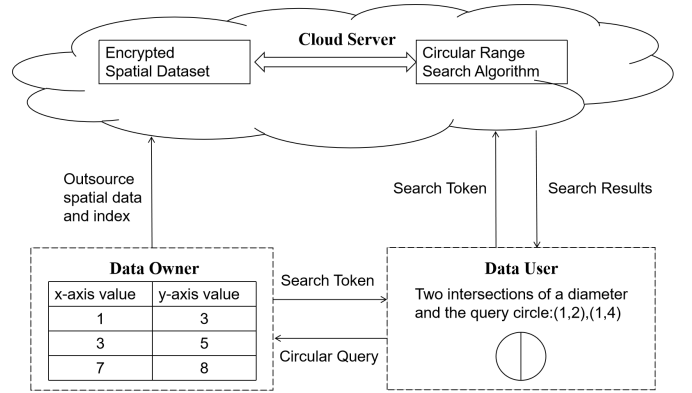 Cloud Server
Encrypted
Spatial Dataset
Circular Range
Search Algorithm
Outsource
spatial data
and index
Search Token
Search Results
Data Owner
x-axis value y-axis value
1 3
3 5
7 8
Search Token
Circular Query
Data User
Two intersections of a diameter
and the query circle:(1,2),(1,4)